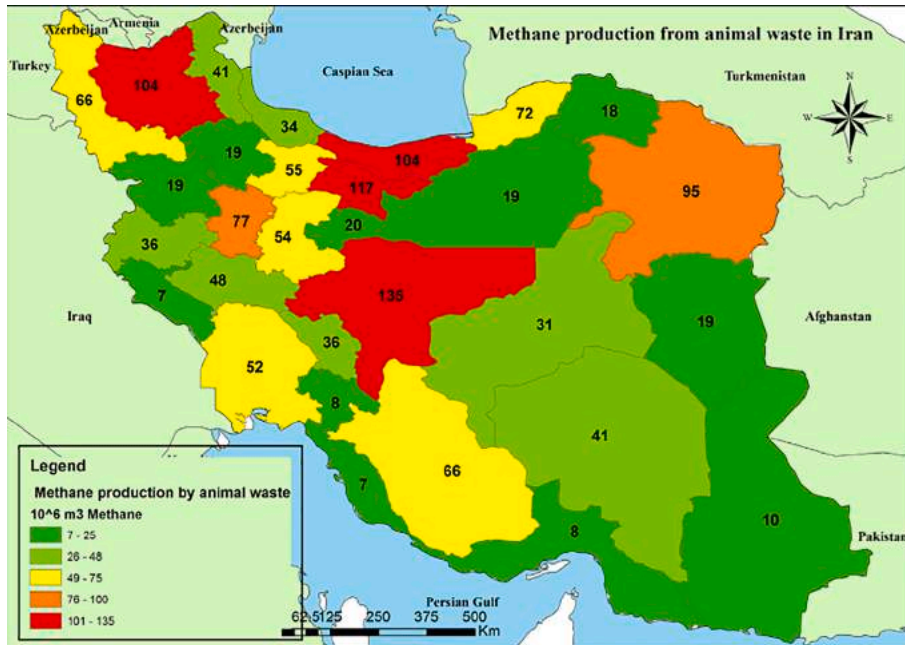 Methane production from animal waste in Iran
Armenia
Azerbeijan
Azerbeijan
Turkey
Caspian Sea
Turkmenistan
N
W
E
S
41
104
66
34
72
18
19
55
104
19
117
19
95
77
54
20
36
48
7
135
31
19
Iraq
Afghanstan
36
52
8
41
66
7
8
10
Pakistan
Persian Gulf
Legend
Methane production by animal waste
10^6 m3 Methane
7 - 25
26 - 48
49 - 75
76 - 100
101 - 135
0 62.5125 250 375 500
Km